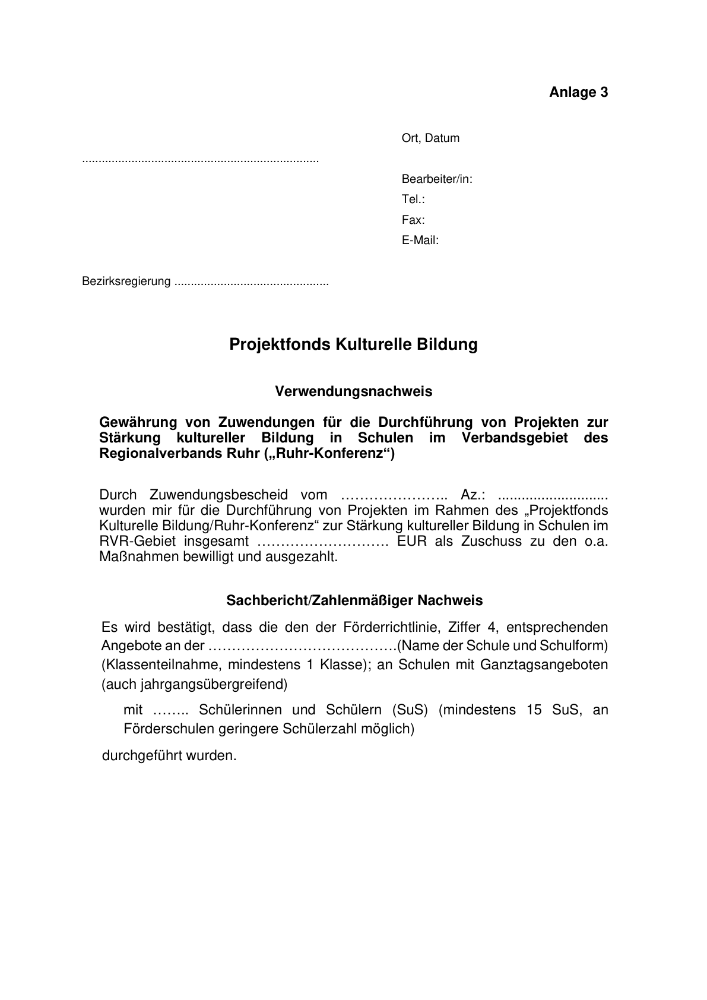 Anlage 3
Ort, Datum
........................................................................
Bearbeiter/in:
Tel.:
Fax:
E-Mail:
Bezirksregierung ...............................................
Projektfonds Kulturelle Bildung
Verwendungsnachweis
Gewährung von Zuwendungen für die Durchführung von Projekten zur
Stärkung kultureller Bildung in Schulen im Verbandsgebiet des
Regionalverbands Ruhr („Ruhr-Konferenz“)
Durch Zuwendungsbescheid vom ………………….. Az.: ............................
wurden mir für die Durchführung von Projekten im Rahmen des „Projektfonds
Kulturelle Bildung/Ruhr-Konferenz“ zur Stärkung kultureller Bildung in Schulen im
RVR-Gebiet insgesamt ………………………. EUR als Zuschuss zu den o.a.
Maßnahmen bewilligt und ausgezahlt.
Sachbericht/Zahlenmäßiger Nachweis
Es wird bestätigt, dass die den der Förderrichtlinie, Ziffer 4, entsprechenden
Angebote an der ………………………………….(Name der Schule und Schulform)
(Klassenteilnahme, mindestens 1 Klasse); an Schulen mit Ganztagsangeboten
(auch jahrgangsübergreifend)
mit …….. Schülerinnen und Schülern (SuS) (mindestens 15 SuS, an
Förderschulen geringere Schülerzahl möglich)
durchgeführt wurden.